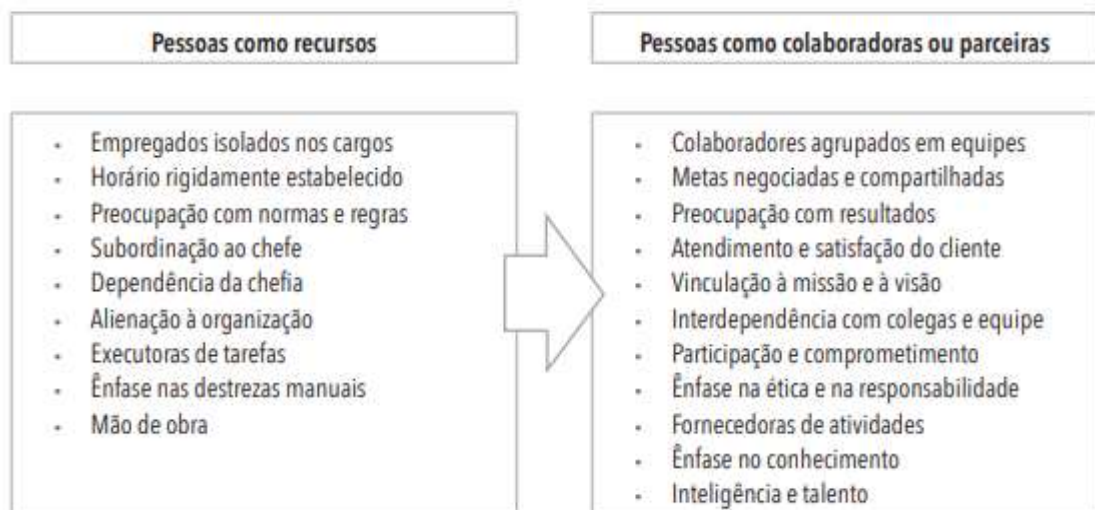 Pessoas como recursos
Empregados isolados nos cargos
Horário rigidamente estabelecido
Preocupação com normas e regras
Subordinação ao chefe
Dependência da chefia
Alienação à organização
Executoras de tarefas
Ênfase nas destrezas manuais
Mão de obra
Pessoas como colaboradoras ou parceiras
Colaboradores agrupados em equipes
Metas negociadas e compartilhadas
Preocupação com resultados
Atendimento e satisfação do cliente
Vinculação à missão e à visão
Interdependência com colegas e equipe
Participação e comprometimento
Ênfase na ética e na responsabilidade
Fornecedoras de atividades
Ênfase no conhecimento
Inteligência e talento